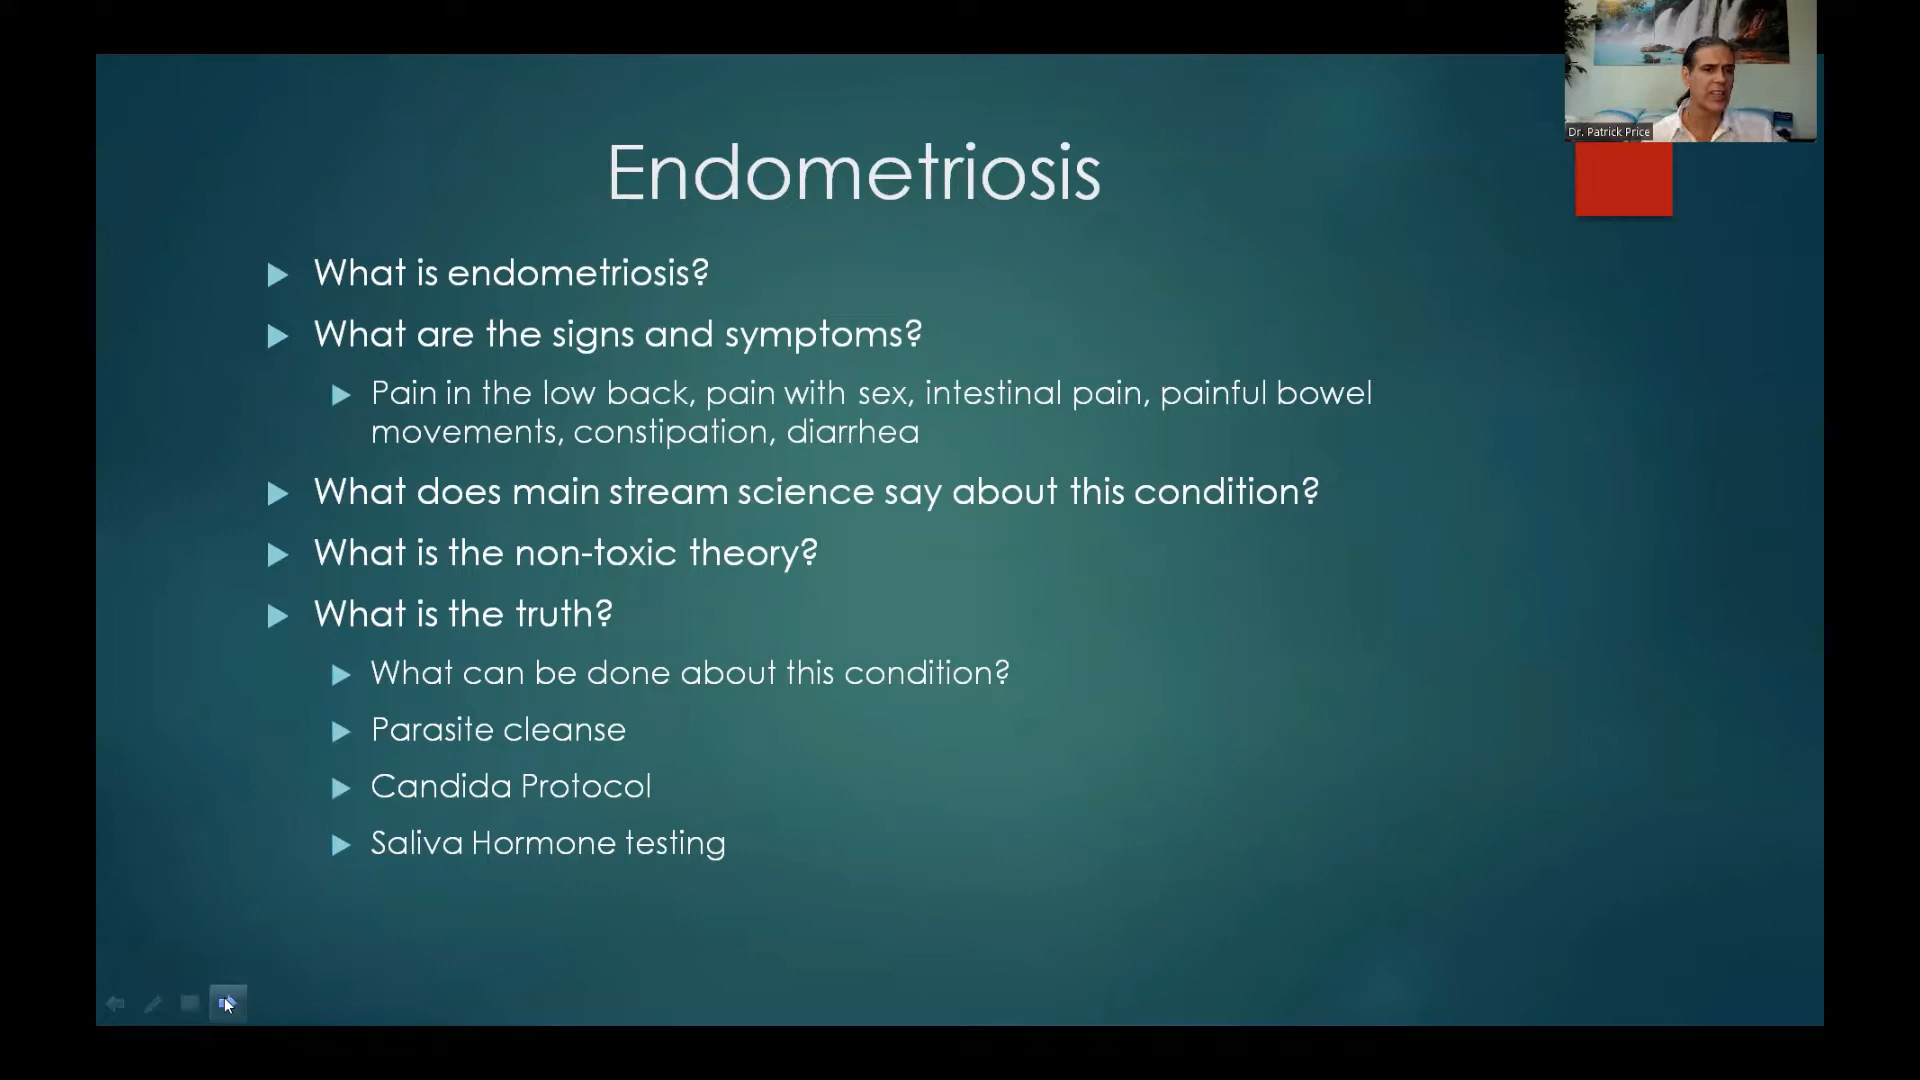 Dr. Patrick Price
Endometriosis
What is endometriosis?
What are the signs and symptoms?
Pain in the low back, pain with sex, intestinal pain, painful bowel
movements, constipation, diarrhea
What does main stream science say about this condition?
What is the non-toxic theory?
What is the truth?
What can be done about this condition?
Parasite cleanse
Candida Protocol
Saliva Hormone testing